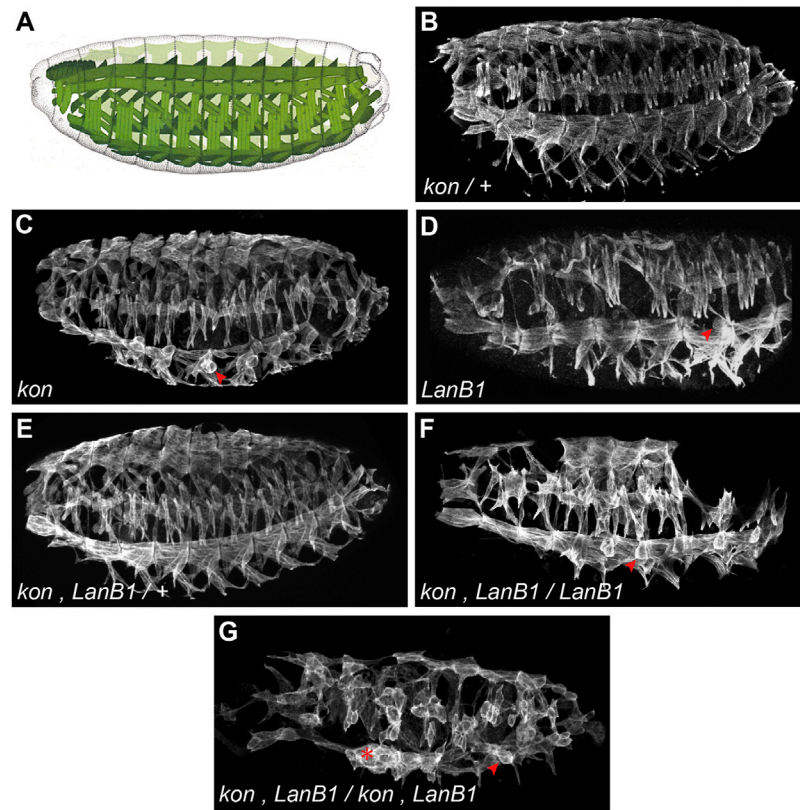 A
B
kon / +
C
kon
D
LanB1
E
kon , LanB1 / +
F
kon , LanB1 / LanB1
G
*
kon , LanB1 / kon , LanB1